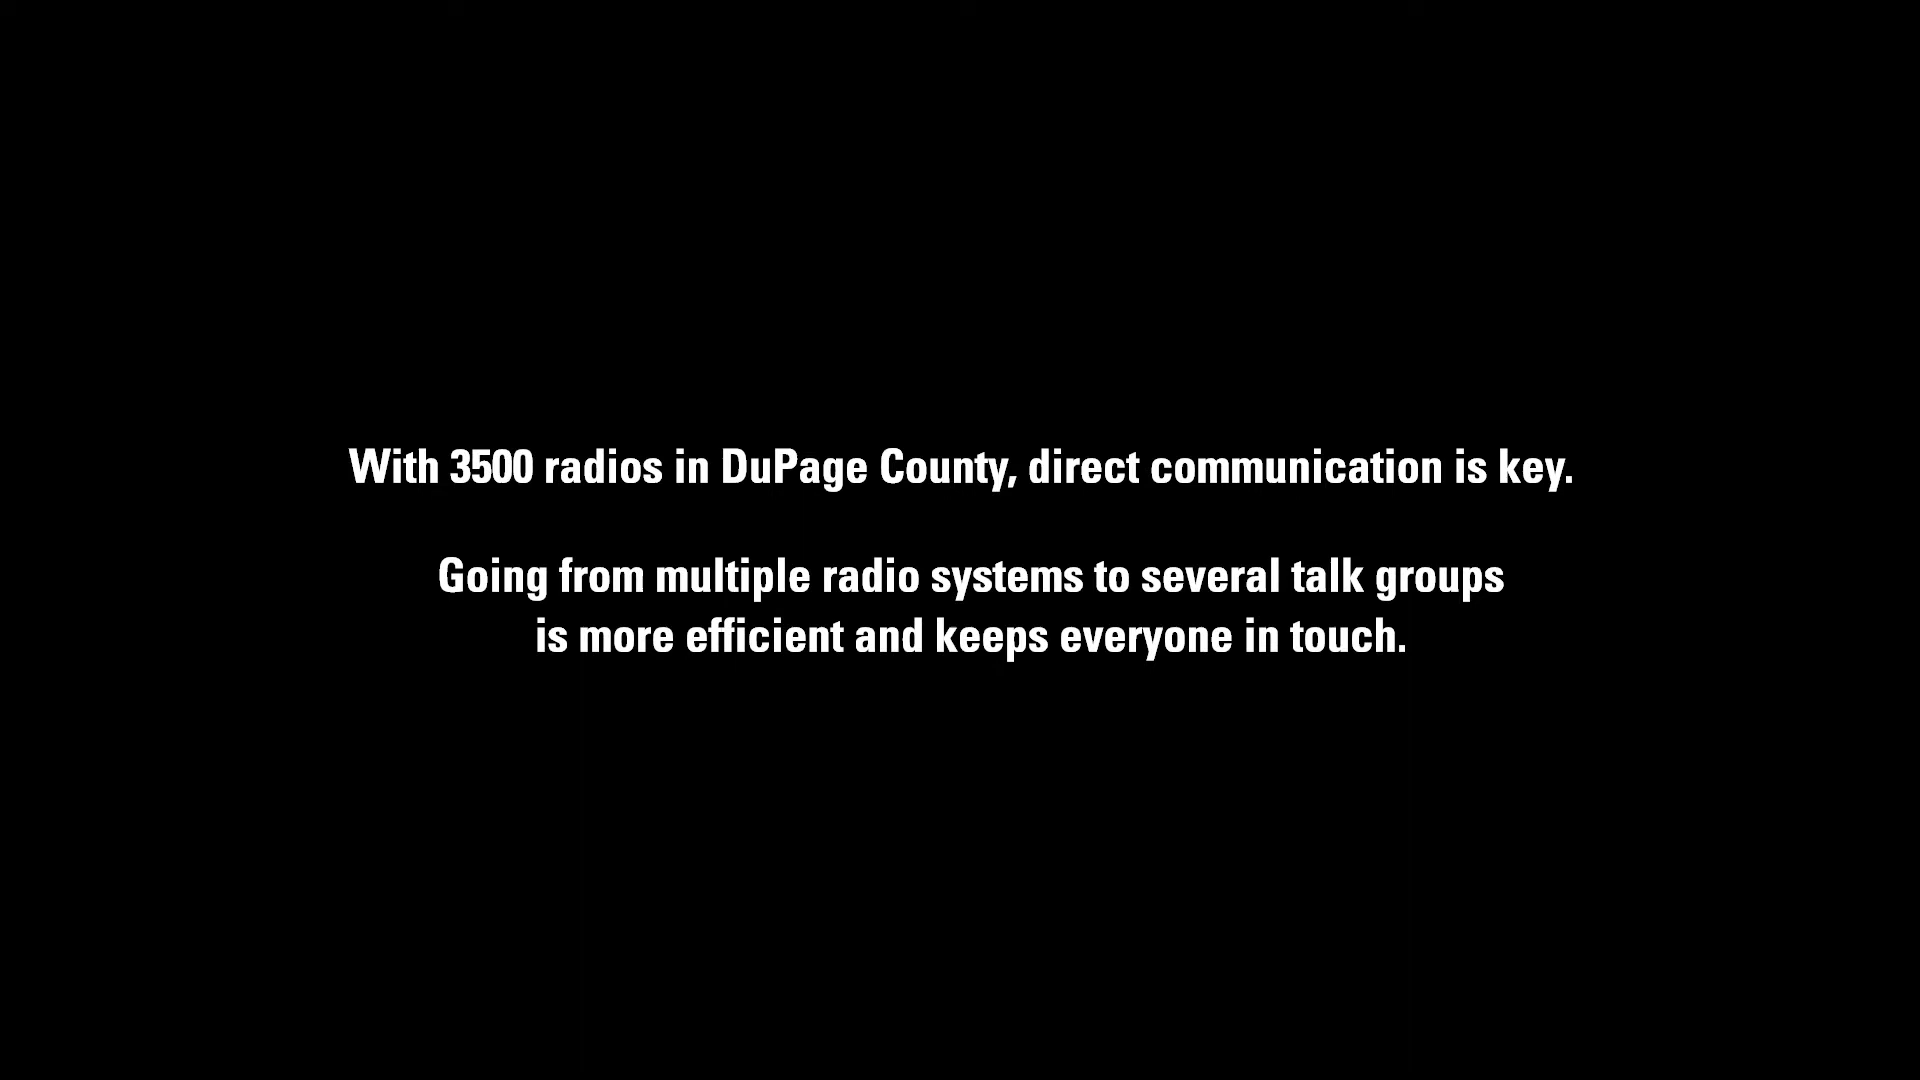 With 3500 radios in DuPage County, direct communication is key.
Going from multiple radio systems to several talk groups
is more efficient and keeps everyone in touch.